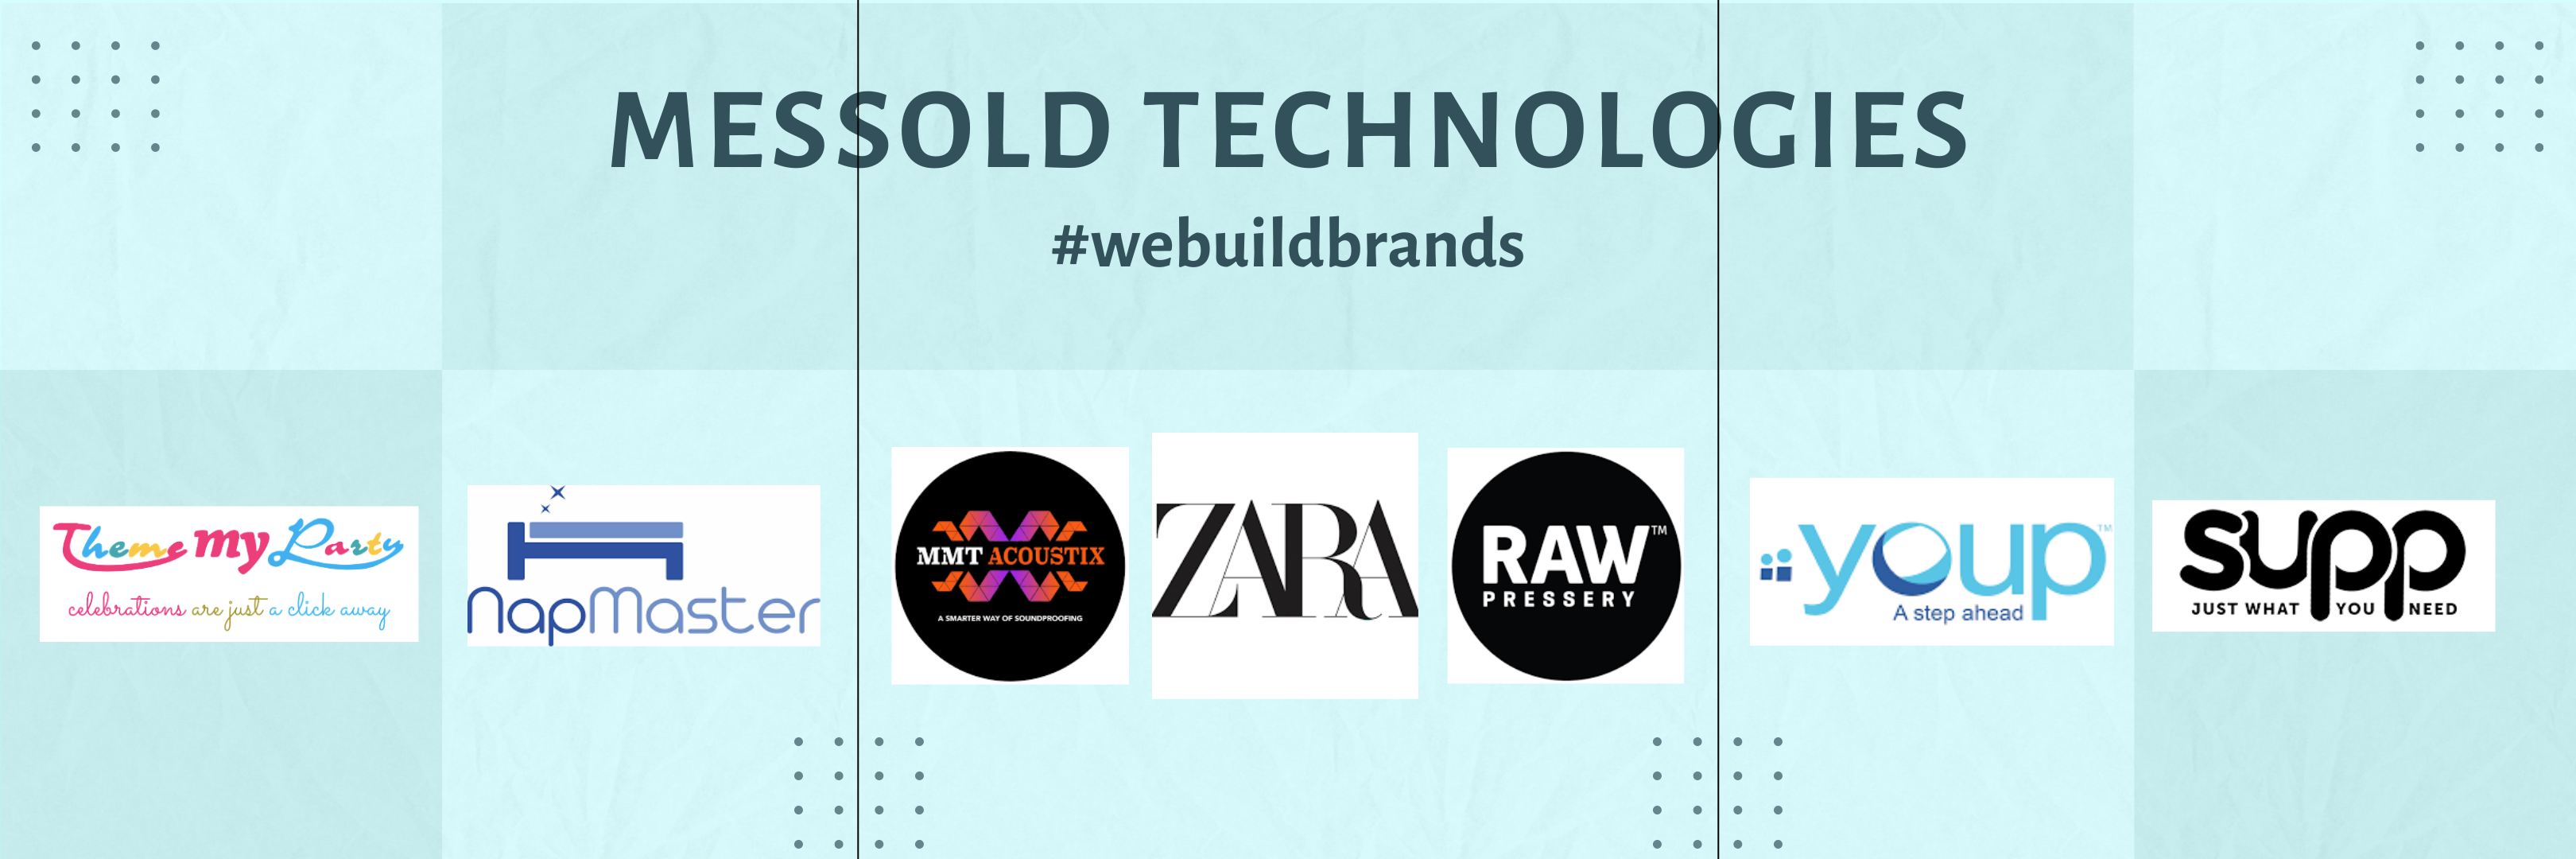 MESSOLD TECHNOLOGIES
#webuildbrands
Theme my Party
celebrations are just a click away
NapMaster
MMT ACOUSTIX
A SMARTER WAY OF SOUNDPROOFING
ZARA
RAW™
PRESSERY
youp™
A step ahead
supp
JUST WHAT YOU NEED